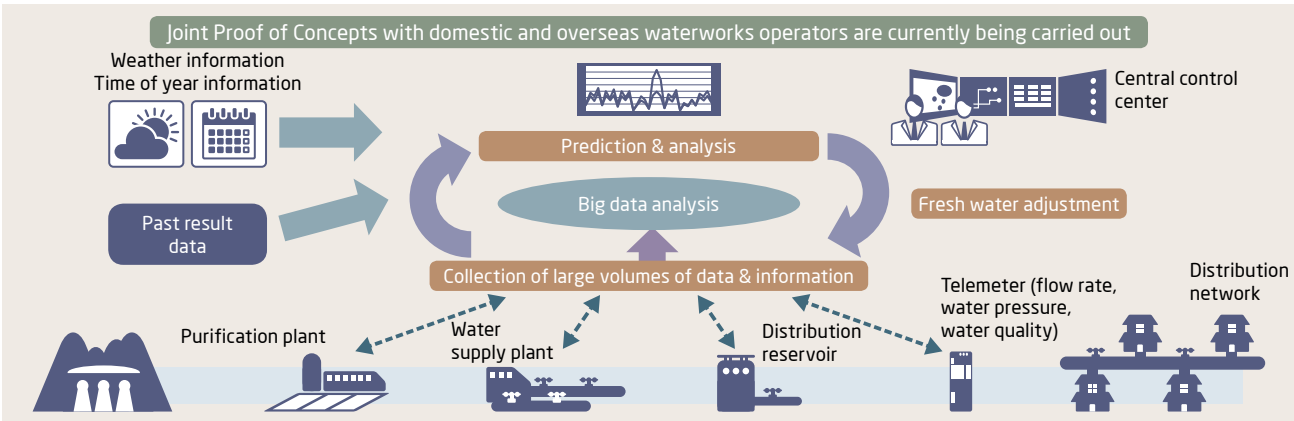 Joint Proof of Concepts with domestic and overseas waterworks operators are currently being carried out
Weather information
Time of year information
Central control
center
Prediction & analysis
Past result
data
Big data analysis
Fresh water adjustment
Collection of large volumes of data & information
Purification plant
Water
supply plant
Distribution
reservoir
Telemeter (flow rate,
water pressure,
water quality)
Distribution
network